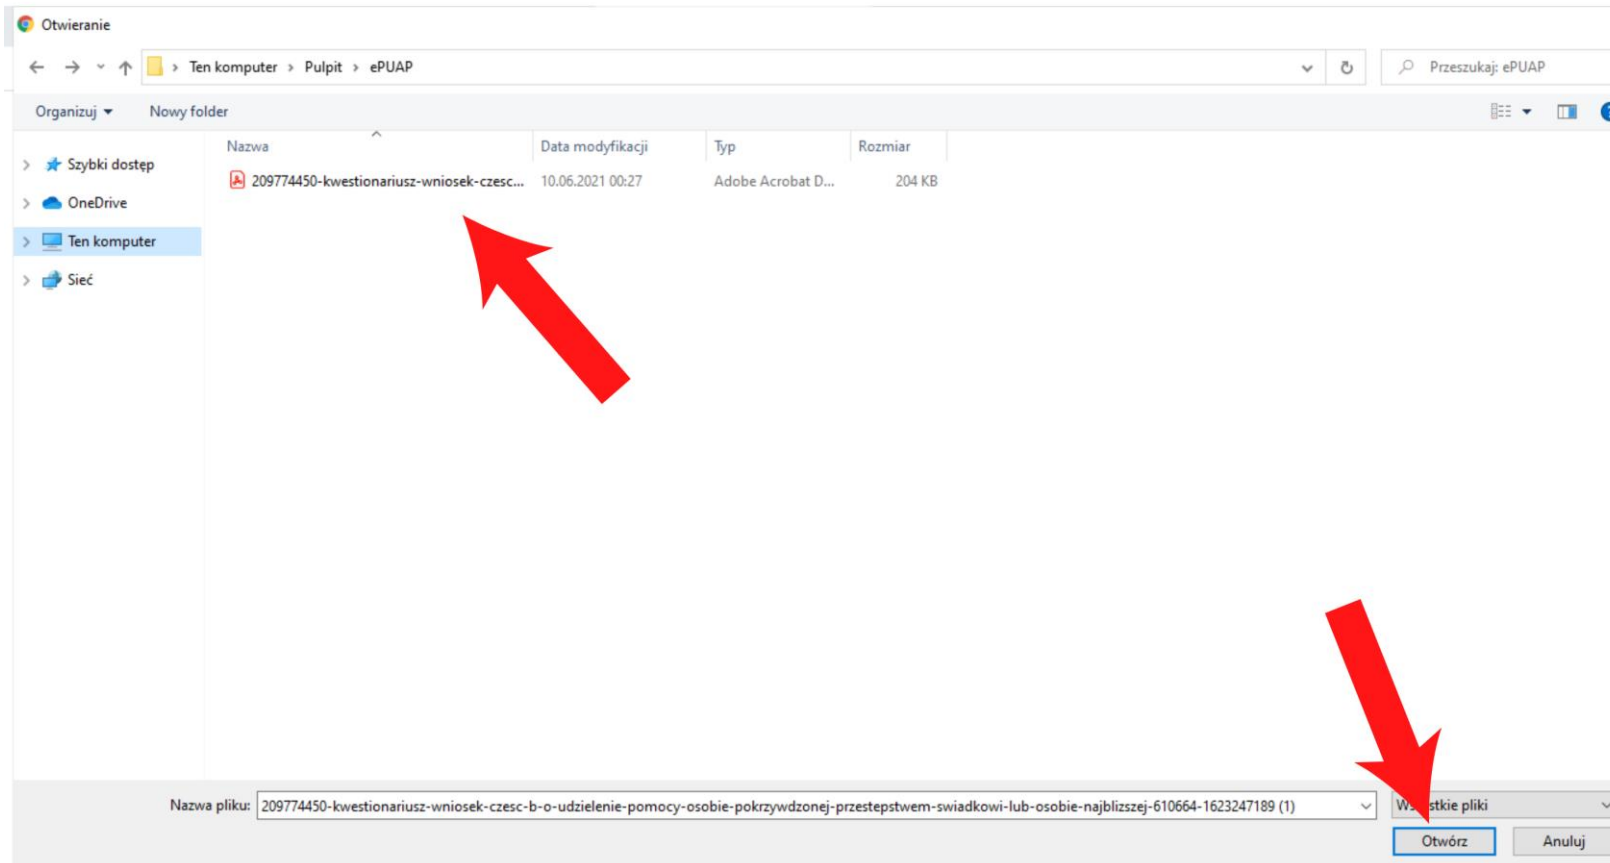 Otwieranie
Ten komputer > Pulpit > ePUAP
Przeszukaj: ePUAP
Organizuj
Nowy folder
Nazwa
Data modyfikacji
Typ
Rozmiar
Szybki dostęp
209774450-kwestionariusz-wniosek-czesc...
10.06.2021 00:27
Adobe Acrobat D...
204 KB
OneDrive
Ten komputer
Sieć
Nazwa pliku:
209774450-kwestionariusz-wniosek-czesc-b-o-udzielenie-pomocy-osobie-pokrzywdzonej-przestepstwem-swiadkowi-lub-osobie-najblizszej-610664-1623247189 (1)
pliki
Otwórz
Anuluj